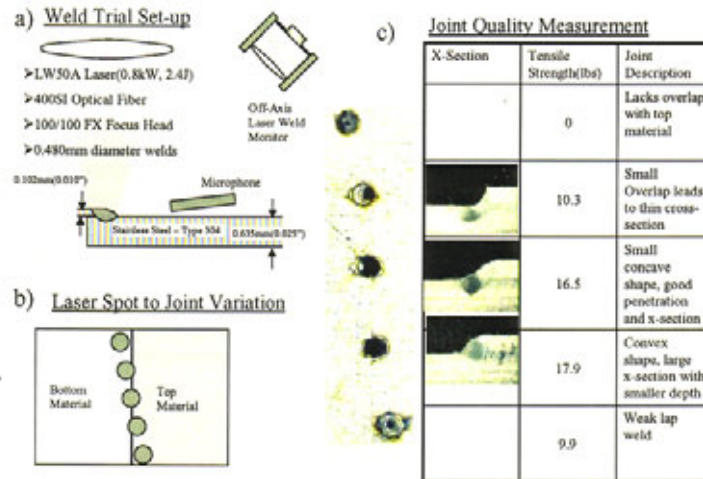 a) Weld Trial Set-up
➢LW50A Laser(0.8kW, 2.4J)
➢400SI Optical Fiber
➢100/100 FX Focus Head
➢0.480mm diameter welds
Off-Axis
Laser Weld
Monitor
0.102mm(0.010")
Microphone
Stainless Steel – Type 304
0.635mm(0.025")
b) Laser Spot to Joint Variation
Bottom
Material
Top
Material
c) Joint Quality Measurement
X-Section
Tensile
Strength(lbs)
Joint
Description
0
Lacks overlap
with top
material
10.3
Small
Overlap leads
to thin cross-
section
16.5
Small
concave
shape, good
penetration
and x-section
17.9
Convex
shape, large
x-section with
smaller depth
9.9
Weak lap
weld